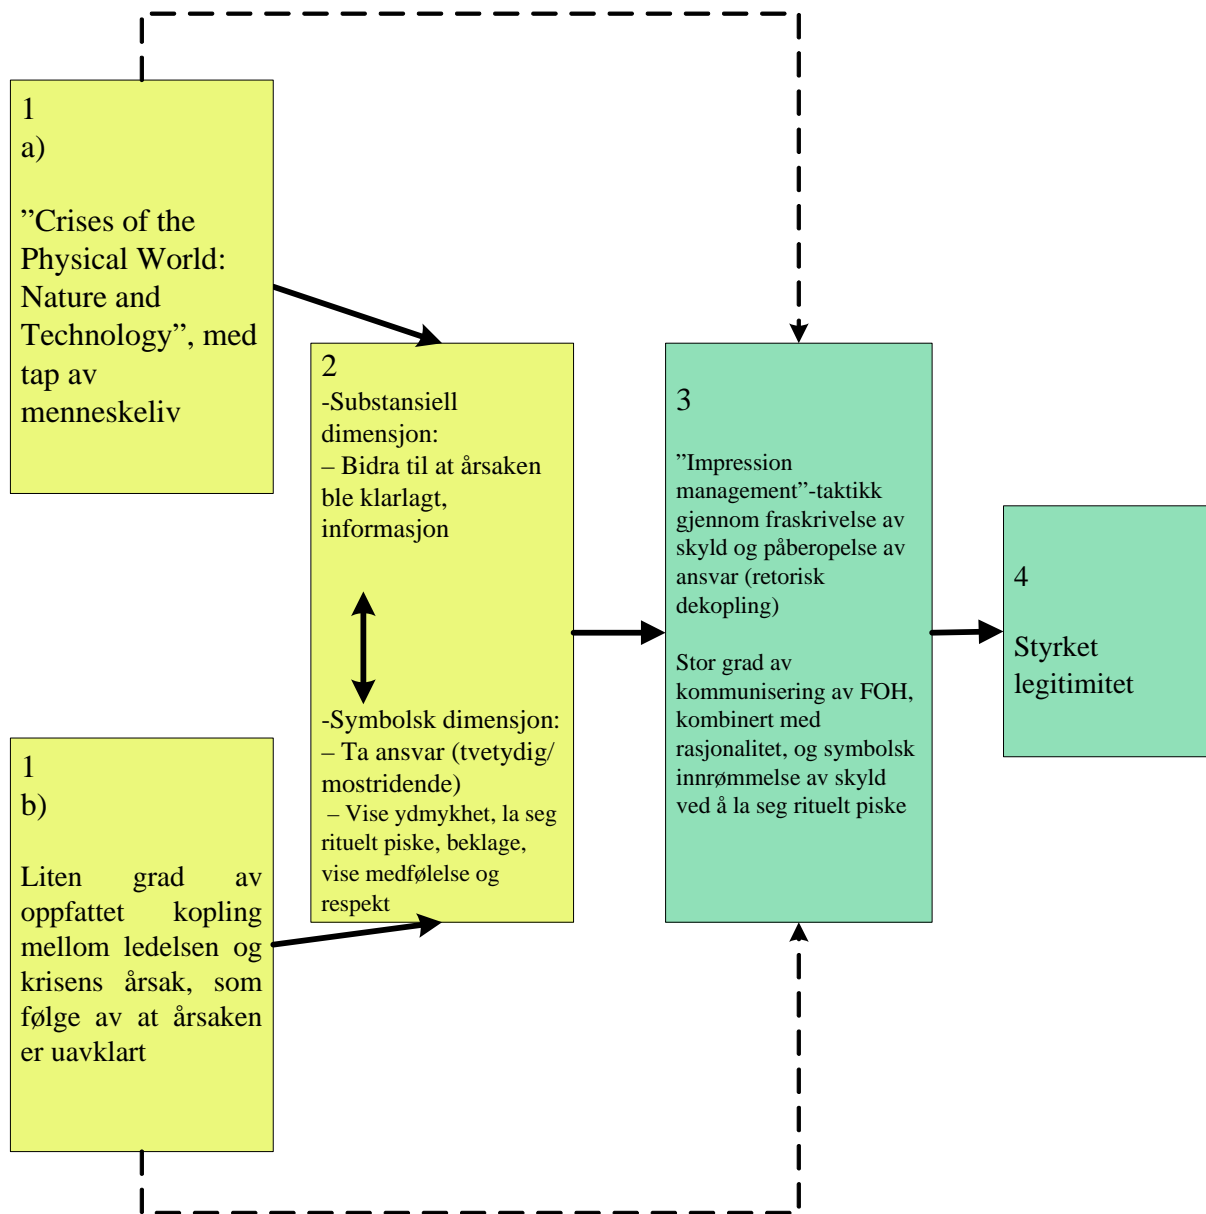 1
a)
”Crises of the
Physical World:
Nature and
Technology”, med
tap av
menneskeliv
1
b)
Liten grad av
oppfattet kopling
mellom ledelsen og
krisens årsak, som
følge av at årsaken
er uavklart
2
-Substansiell
dimensjon:
– Bidra til at årsaken
ble klarlagt,
informasjon
-Symbolsk dimensjon:
– Ta ansvar (tvetydig/
mostridende)
– Vise ydmykhet, la seg
rituelt piske, beklage,
vise medfølelse og
respekt
3
”Impression
management”-taktikk
gjennom fraskrivelse av
skyld og påberopelse av
ansvar (retorisk
dekopling)
Stor grad av
kommunisering av FOH,
kombinert med
rasjonalitet, og symbolsk
innrømmelse av skyld
ved å la seg rituelt piske
4
Styrket
legitimitet